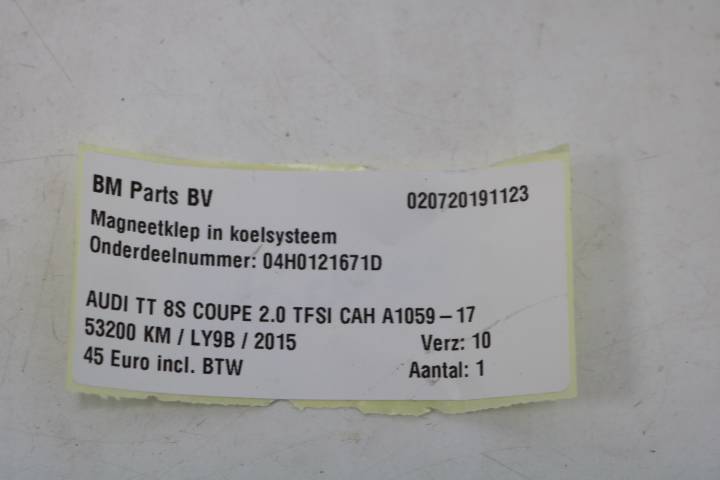 BM Parts BV 020720191123
Magneetklep in koelsysteem
Onderdeelnummer: 04H0121671D
AUDI TT 8S COUPE 2.0 TFSI CAH A1059-17
53200 KM / LY9B / 2015 Verz: 10
45 Euro incl. BTW Aantal: 1